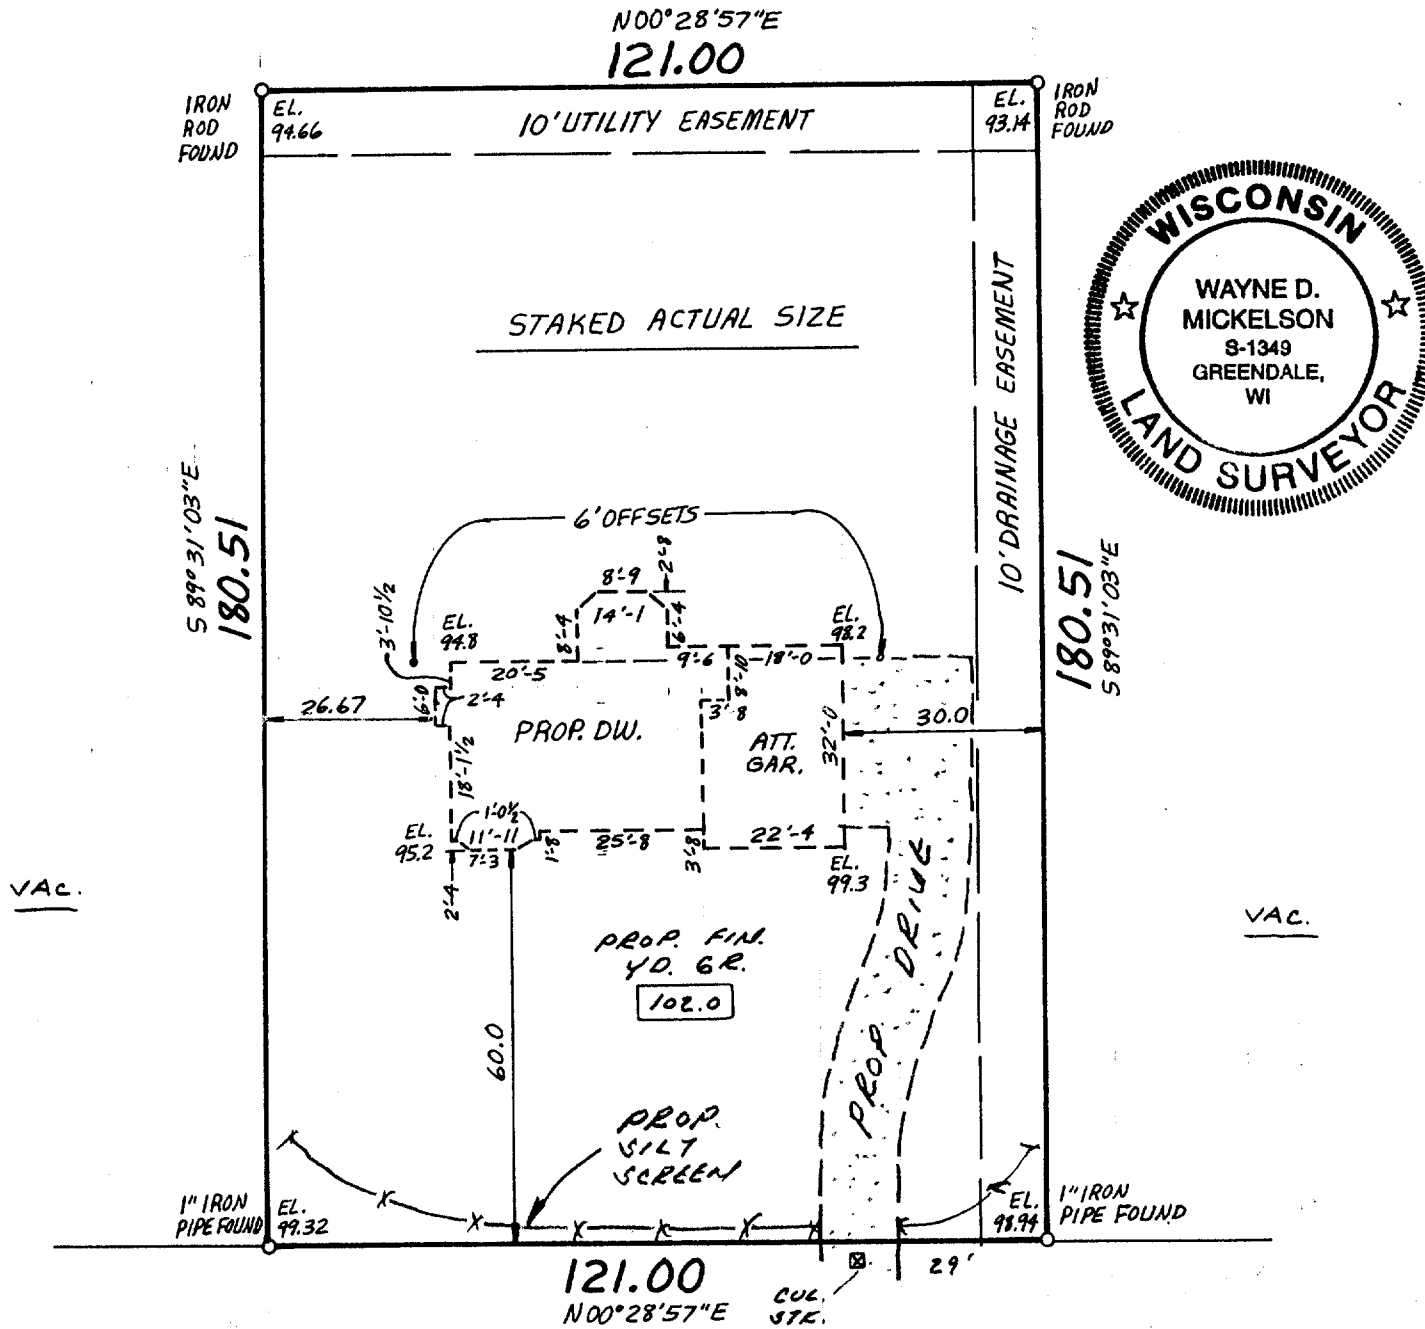 N00°28'57"E
121.00
IRON
ROD
FOUND
EL.
94.66
10' UTILITY EASEMENT
EL.
93.14
IRON
ROD
FOUND
WISCONSIN
WAYNE D.
MICKELSON
S-1349
GREENDALE,
WI
LAND SURVEYOR
STAKED ACTUAL SIZE
10' DRAINAGE EASEMENT
S 89°31'03"E
180.51
180.51
S 89°31'03"E
6' OFFSETS
8'-9
2'-8
14'-1
8'-4
6'-4
3'-10 1/2
EL.
94.8
EL.
98.2
20'-5
9'-6
18'-0
8'-10
6'-0
2'-4
3'-8
26.67
30.0
PROP. DW.
ATT.
GAR.
32'-0
18'-1 1/2
1'-0 1/2
EL.
95.2
11'-11
7'-3
1'-8
25'-8
3'-8
22'-4
EL.
99.3
2'-4
VAC.
VAC.
PROP. FIN.
YD. GR.
102.0
PROP DRIVE
60.0
PROP.
SILT
SCREEN
1" IRON
PIPE FOUND
EL.
99.32
EL.
98.94
1" IRON
PIPE FOUND
121.00
N00°28'57"E
CUL.
STK.
29'